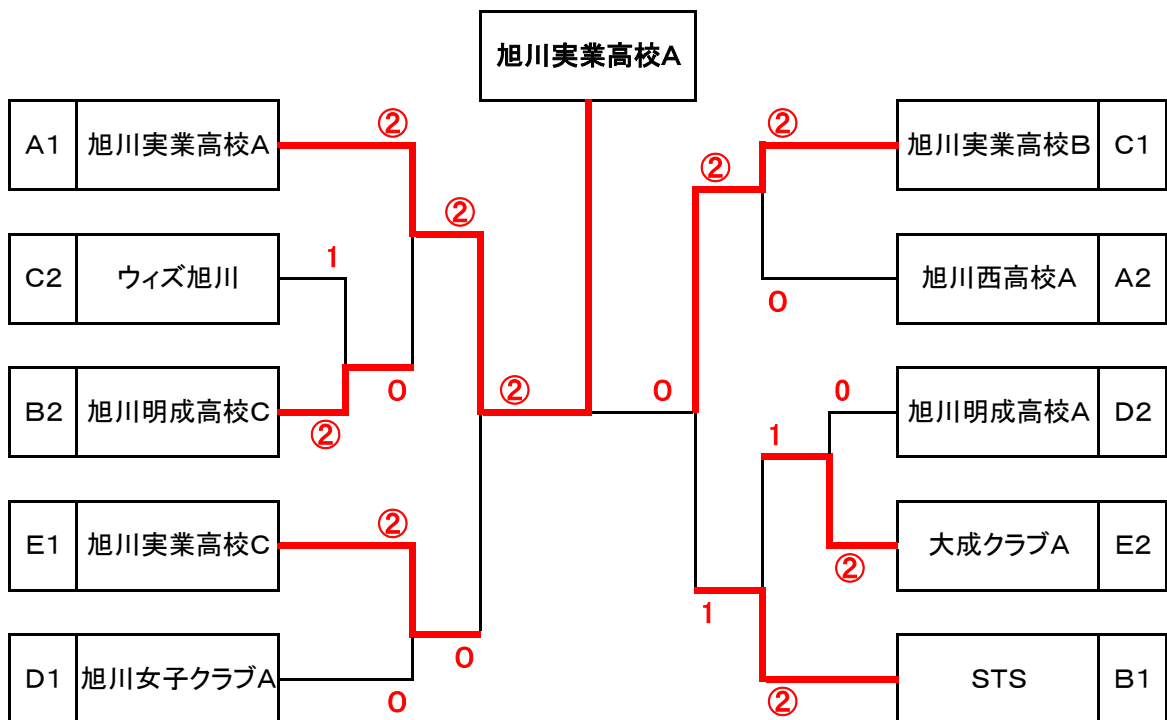 旭川実業高校A
A1 旭川実業高校A ② ② ② 旭川実業高校B C1
②
C2 ウィズ旭川 1 旭川西高校A A2
0
B2 旭川明成高校C ② 0 ② 0 1 0 旭川明成高校A D2
E1 旭川実業高校C ② 大成クラブA E2
②
1
D1 旭川女子クラブA 0 0 ② STS B1